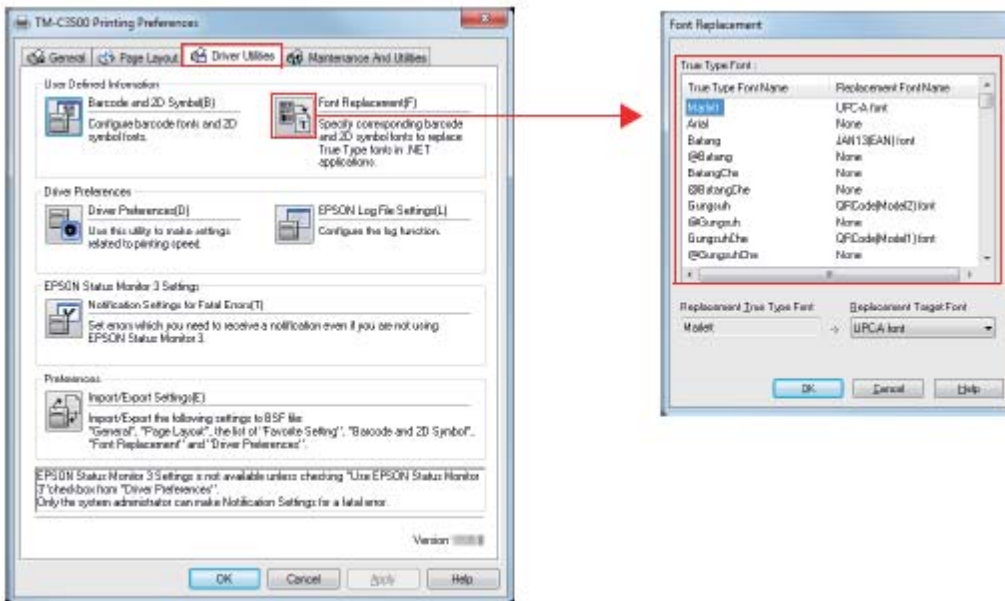 TM-C3500 Printing Preferences
General
Page Layout
Driver Utilities
Maintenance And Utilities
User Defined Information
Barcode and 2D Symbol(B)
Configure barcode fonts and 2D
symbol fonts.
Font Replacement(F)
Specify corresponding barcode
and 2D symbol fonts to replace
True Type fonts in .NET
applications.
Driver Preferences
Driver Preferences(D)
Use this utility to make settings
related to printing speed.
EPSON Log File Settings(L)
Configure the log function.
EPSON Status Monitor 3 Settings
Notification Settings for Fatal Errors(T)
Set errors which you need to receive a notification even if you are not using
EPSON Status Monitor 3.
Preferences
Import/Export Settings(E)
Import/Export the following settings to BSF file:
"General", "Page Layout", the list of "Favorite Setting", "Barcode and 2D Symbol",
"Font Replacement" and "Driver Preferences".
EPSON Status Monitor 3 Settings is not available unless checking "Use EPSON Status Monitor
3" checkbox from "Driver Preferences".
Only the system administrator can make Notification Settings for a fatal error.
Version
OK Cancel Apply Help
Font Replacement
True Type Font :
True Type Font Name Replacement Font Name
Marlett UPC-A font
Arial None
Batang JAN13(EAN) font
@Batang None
BatangChe None
@BatangChe None
Gungsuh QRCode(Model2) font
@Gungsuh None
GungsuhChe QRCode(Model1) font
@GungsuhChe None
Replacement True Type Font Replacement Target Font
Marlett -> UPC-A font
OK Cancel Help